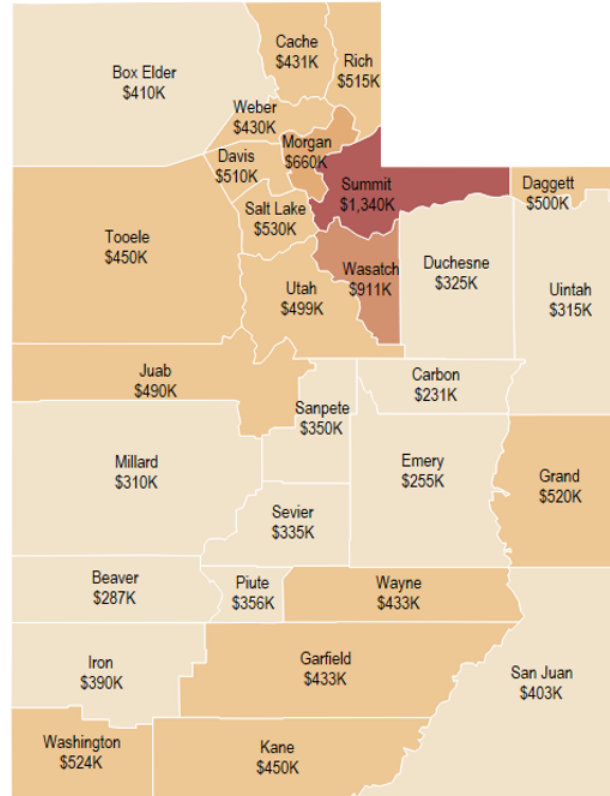 Cache
$431K
Rich
$515K
Box Elder
$410K
Weber
$430K
Morgan
$660K
Davis
$510K
Summit
$1,340K
Daggett
$500K
Salt Lake
$530K
Tooele
$450K
Wasatch
$911K
Duchesne
$325K
Uintah
$315K
Utah
$499K
Juab
$490K
Carbon
$231K
Sanpete
$350K
Millard
$310K
Emery
$255K
Grand
$520K
Sevier
$335K
Beaver
$287K
Piute
$356K
Wayne
$433K
Iron
$390K
Garfield
$433K
San Juan
$403K
Washington
$524K
Kane
$450K